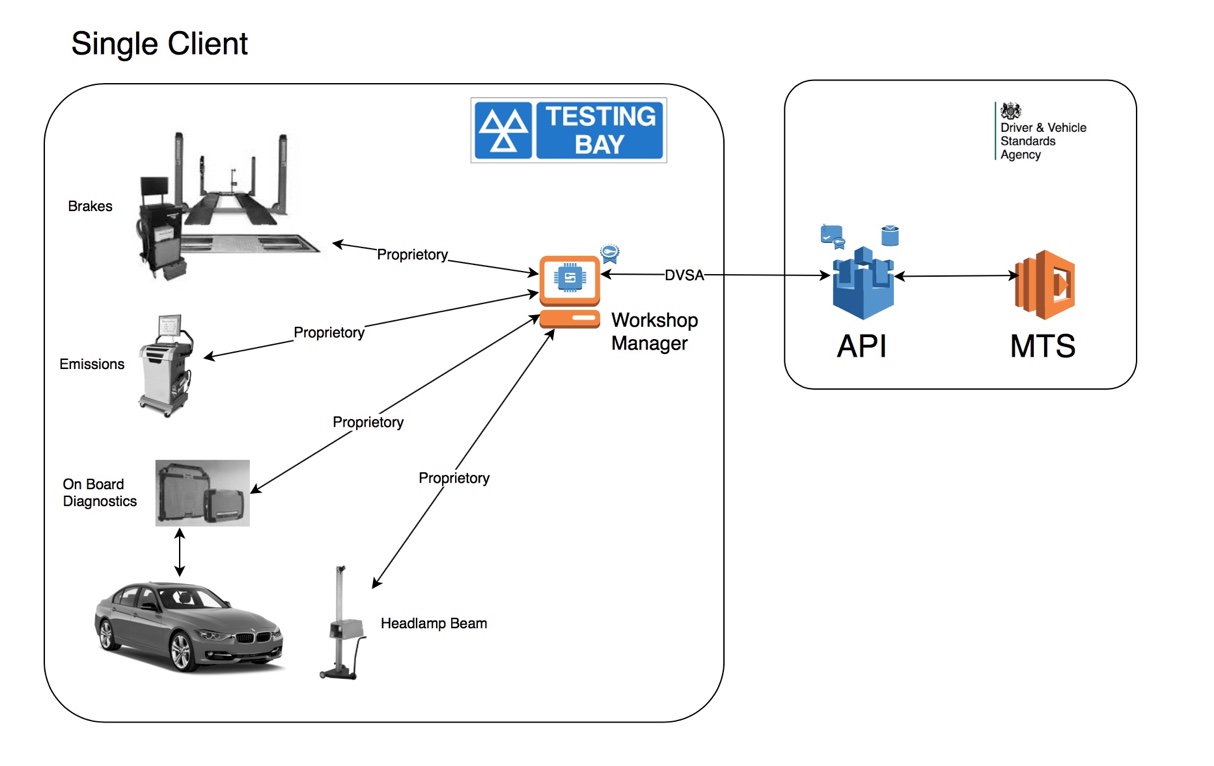 Single Client
TESTING
BAY
Driver & Vehicle
Standards
Agency
Brakes
Proprietory
DVSA
Proprietory
Workshop
Manager
API
MTS
Emissions
Proprietory
On Board
Diagnostics
Proprietory
Headlamp Beam